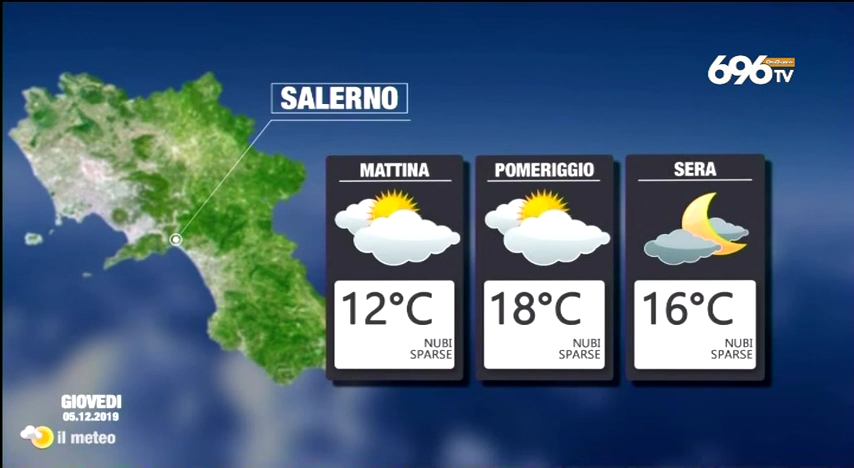 696
TV
SALERNO
MATTINA
12°C
NUBI
SPARSE
POMERIGGIO
18°C
NUBI
SPARSE
SERA
16°C
NUBI
SPARSE
GIOVEDI
05.12.2019
il meteo